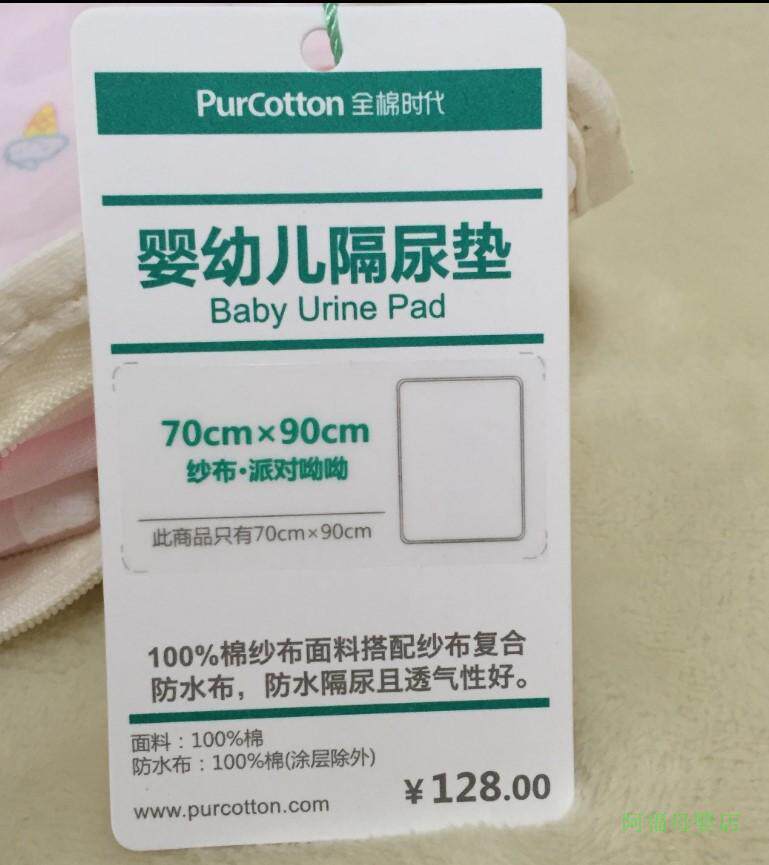 PurCotton 全棉时代
婴幼儿隔尿垫
Baby Urine Pad
70cm×90cm
纱布·派对呦呦
此商品只有70cm×90cm
100%棉纱布面料搭配纱布复合
防水布，防水隔尿且透气性好。
面料：100%棉
防水布：100%棉(涂层除外)
¥128.00
www.purcotton.com